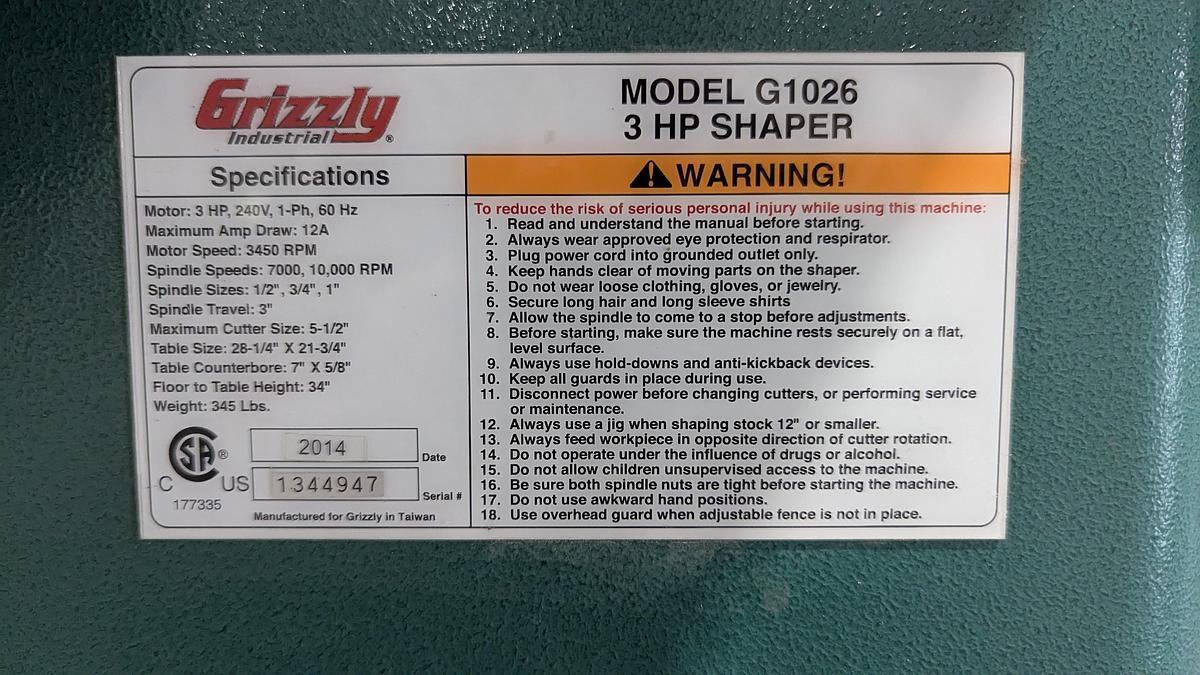 Grizzly
Industrial®
MODEL G1026
3 HP SHAPER
Specifications
Motor: 3 HP, 240V, 1-Ph, 60 Hz
Maximum Amp Draw: 12A
Motor Speed: 3450 RPM
Spindle Speeds: 7000, 10,000 RPM
Spindle Sizes: 1/2", 3/4", 1"
Spindle Travel: 3"
Maximum Cutter Size: 5-1/2"
Table Size: 28-1/4" X 21-3/4"
Table Counterbore: 7" X 5/8"
Floor to Table Height: 34"
Weight: 345 Lbs.
CSA®
C US
177335
2014
Date
1344947
Serial #
Manufactured for Grizzly in Taiwan
WARNING!
To reduce the risk of serious personal injury while using this machine:
1. Read and understand the manual before starting.
2. Always wear approved eye protection and respirator.
3. Plug power cord into grounded outlet only.
4. Keep hands clear of moving parts on the shaper.
5. Do not wear loose clothing, gloves, or jewelry.
6. Secure long hair and long sleeve shirts
7. Allow the spindle to come to a stop before adjustments.
8. Before starting, make sure the machine rests securely on a flat,
level surface.
9. Always use hold-downs and anti-kickback devices.
10. Keep all guards in place during use.
11. Disconnect power before changing cutters, or performing service
or maintenance.
12. Always use a jig when shaping stock 12" or smaller.
13. Always feed workpiece in opposite direction of cutter rotation.
14. Do not operate under the influence of drugs or alcohol.
15. Do not allow children unsupervised access to the machine.
16. Be sure both spindle nuts are tight before starting the machine.
17. Do not use awkward hand positions.
18. Use overhead guard when adjustable fence is not in place.